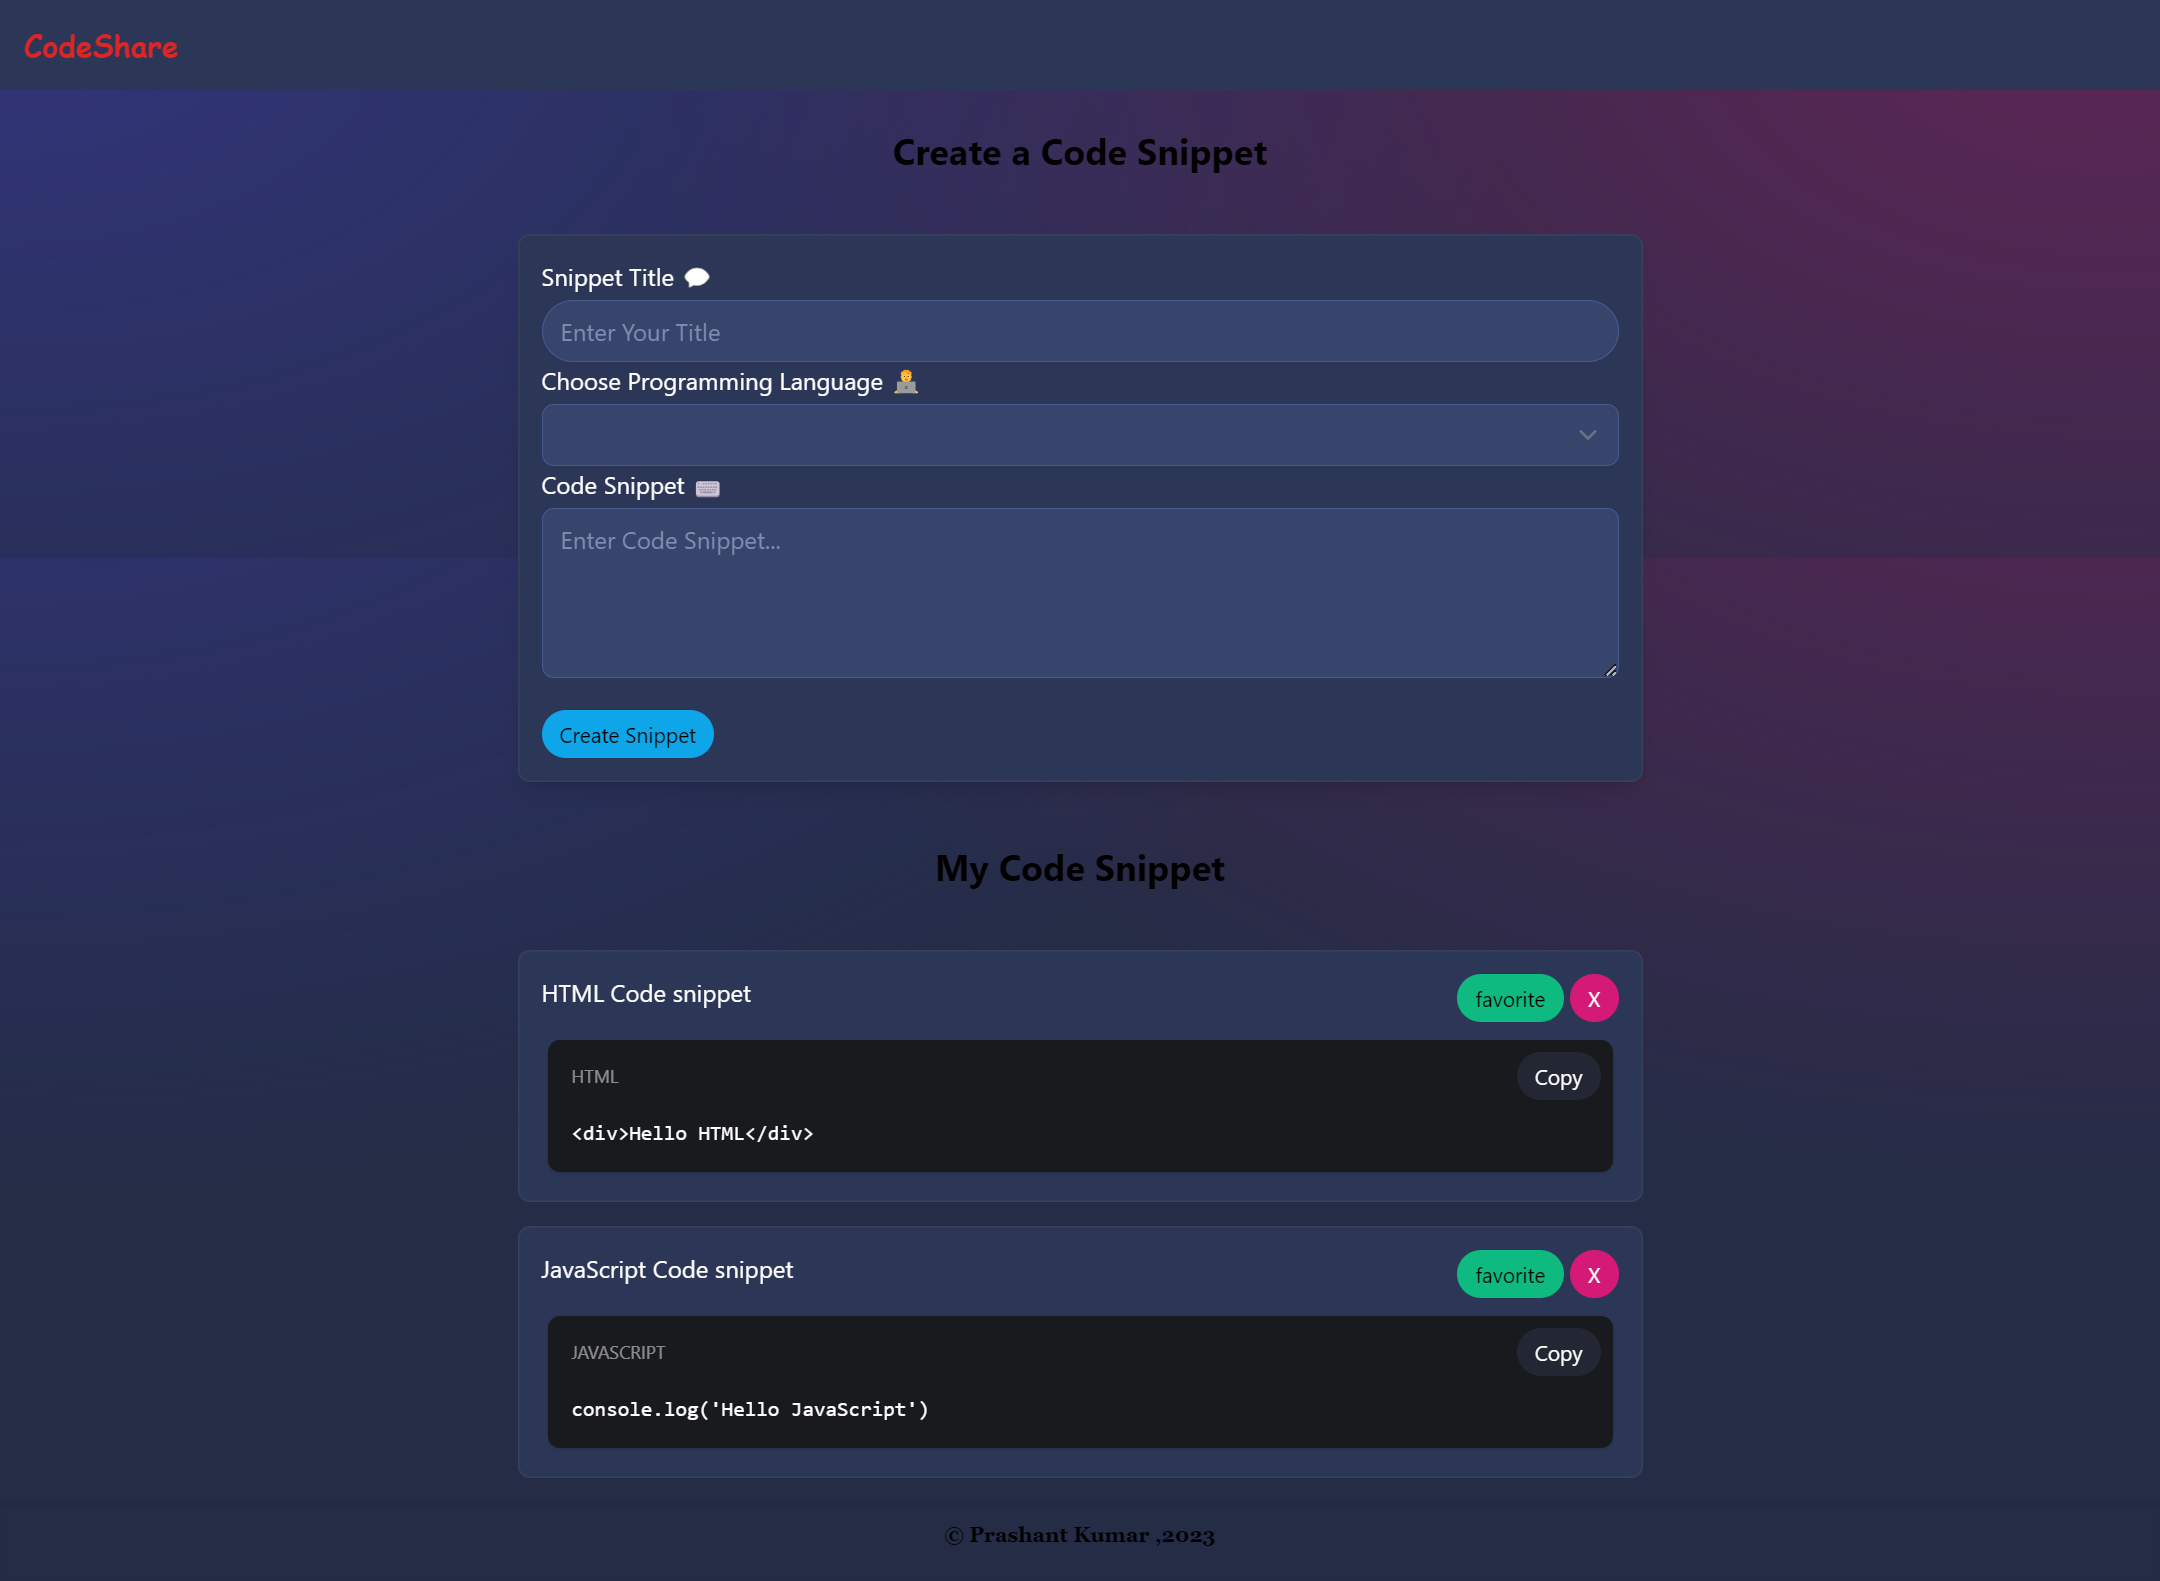 CodeShare
Create a Code Snippet
Snippet Title 💬
Enter Your Title
Choose Programming Language 🧑‍💻
Code Snippet ⌨️
Enter Code Snippet...
Create Snippet
My Code Snippet
HTML Code snippet
favorite X
HTML Copy
<div>Hello HTML</div>
JavaScript Code snippet
favorite X
JAVASCRIPT Copy
console.log('Hello JavaScript')
© Prashant Kumar ,2023